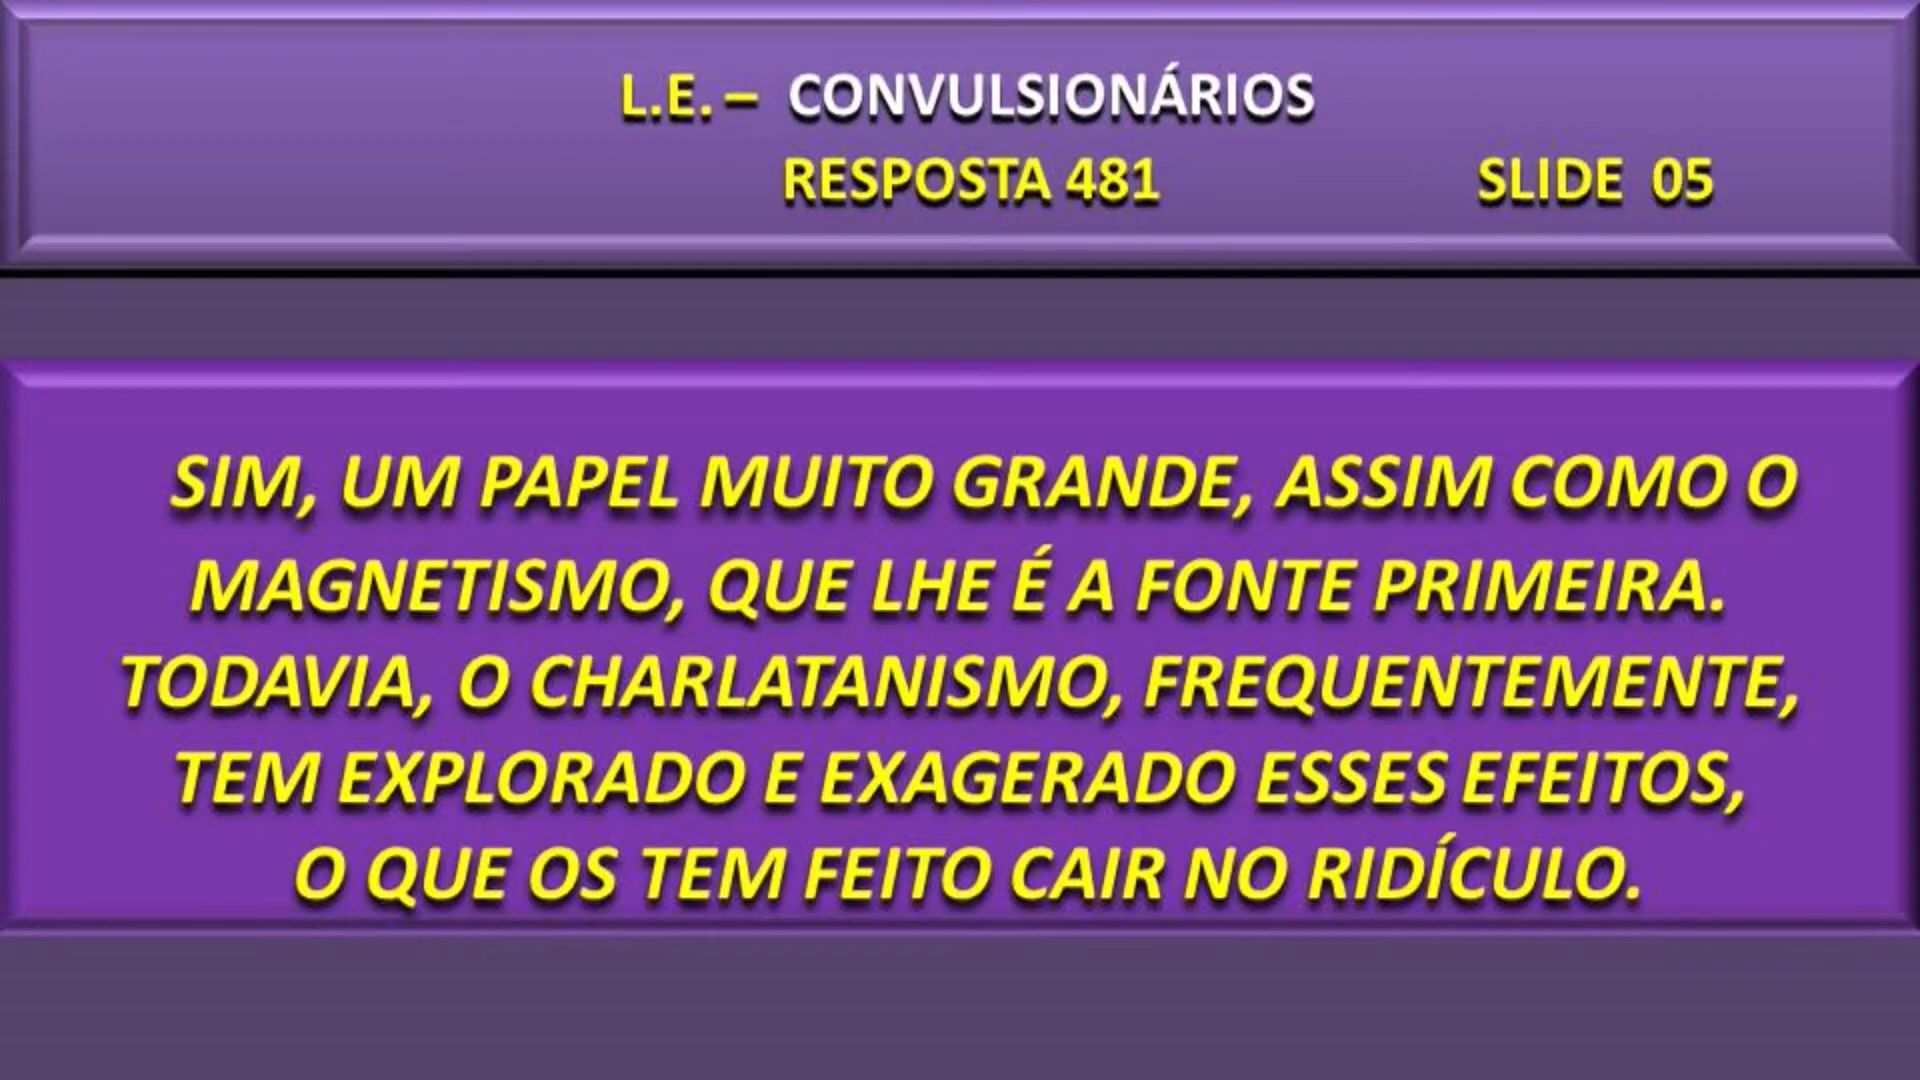 L.E. – CONVULSIONÁRIOS
RESPOSTA 481 SLIDE 05
SIM, UM PAPEL MUITO GRANDE, ASSIM COMO O
MAGNETISMO, QUE LHE É A FONTE PRIMEIRA.
TODAVIA, O CHARLATANISMO, FREQUENTEMENTE,
TEM EXPLORADO E EXAGERADO ESSES EFEITOS,
O QUE OS TEM FEITO CAIR NO RIDÍCULO.